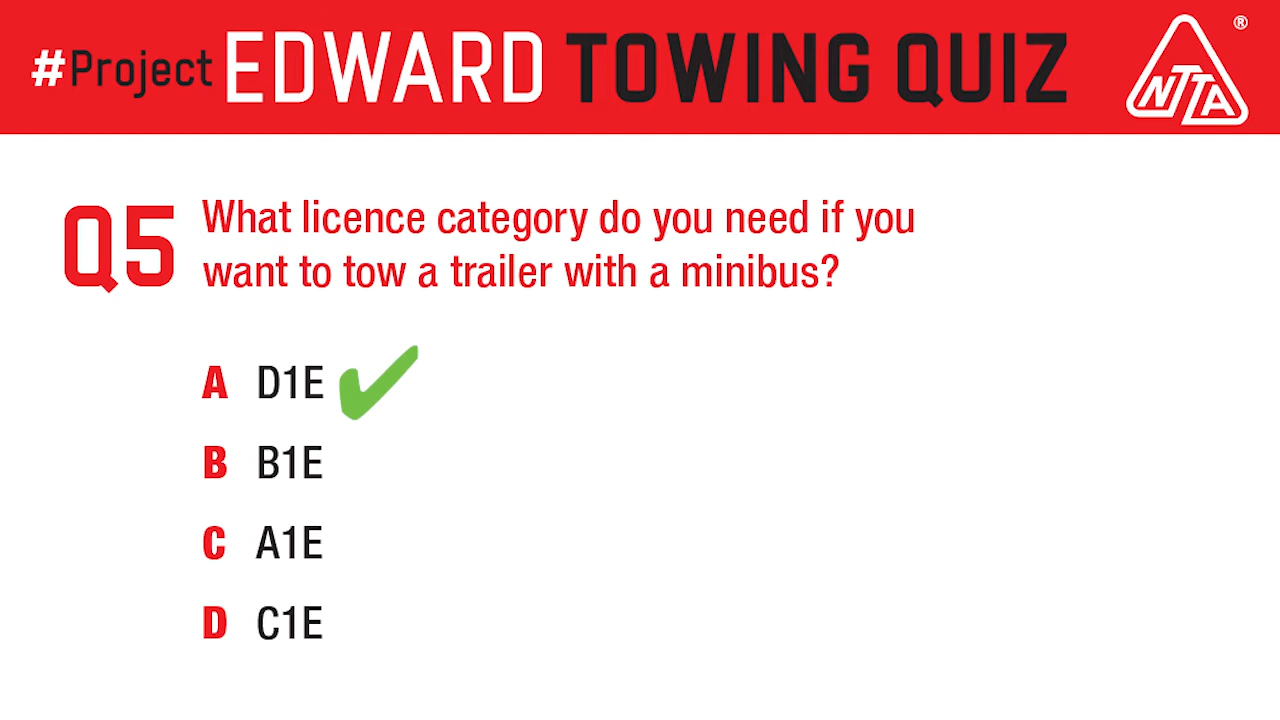 #Project EDWARD TOWING QUIZ
NTTA ®
Q5 What licence category do you need if you
want to tow a trailer with a minibus?
A D1E
B B1E
C A1E
D C1E